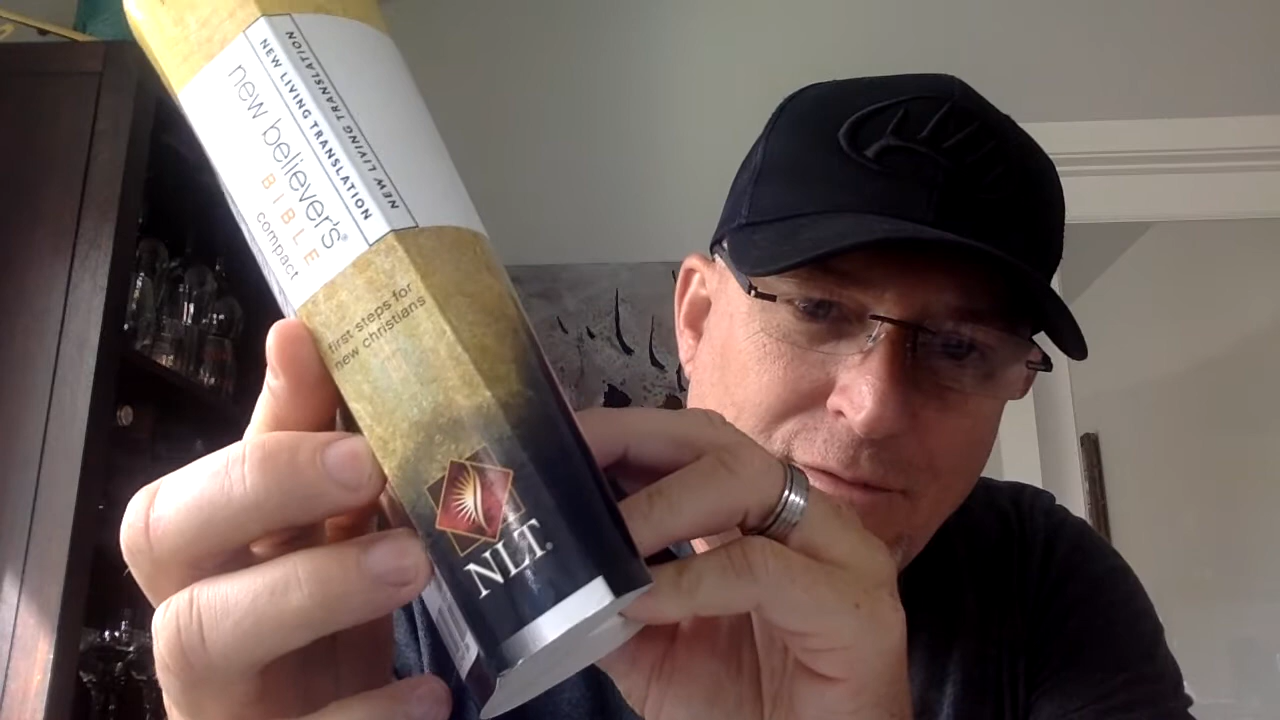 NEW LIVING TRANSLATION
NEW LIVING TRANSLATION
new believer's®
BIBLE
compact
first steps for
new christians
NLT®